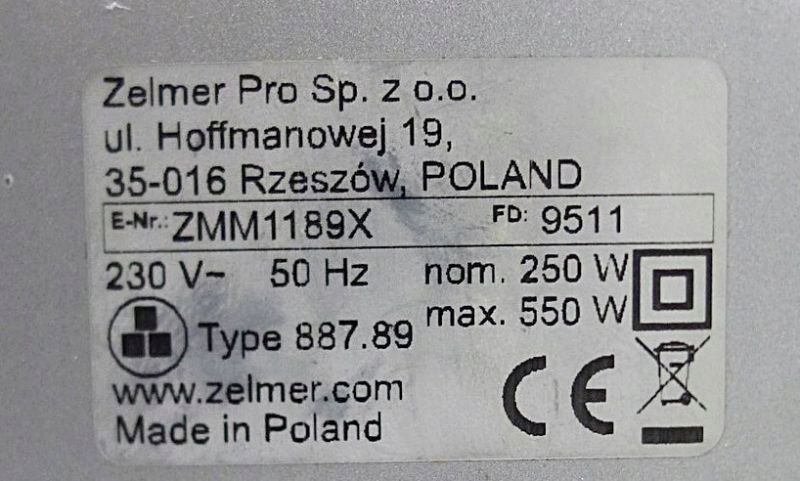 Zelmer Pro Sp. z o.o.
ul. Hoffmanowej 19,
35-016 Rzeszów, POLAND
E-Nr.: ZMM1189X FD: 9511
230 V~ 50 Hz nom. 250 W
max. 550 W
Type 887.89
www.zelmer.com
Made in Poland
CE